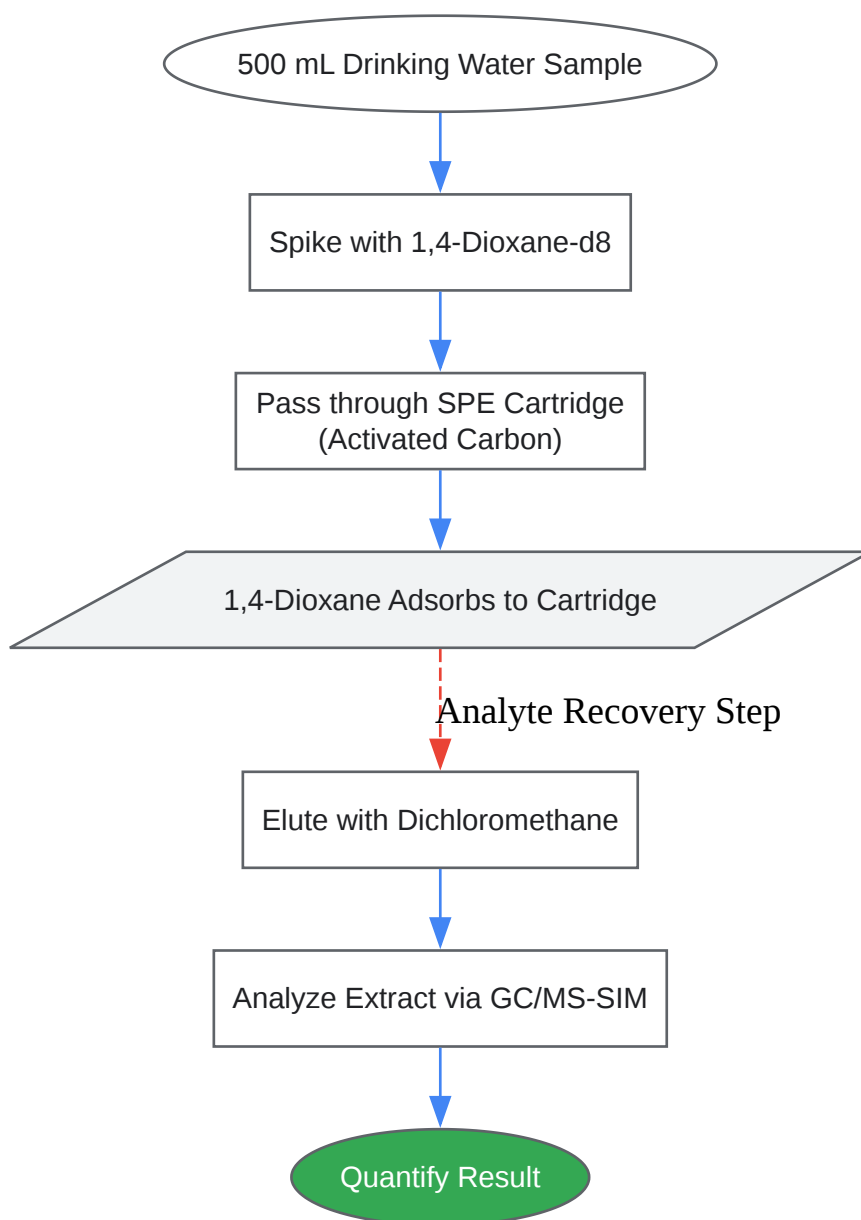 500 mL Drinking Water Sample
Spike with 1,4-Dioxane-d8
Pass through SPE Cartridge
(Activated Carbon)
1,4-Dioxane Adsorbs to Cartridge
Analyte Recovery Step
Elute with Dichloromethane
Analyze Extract via GC/MS-SIM
Quantify Result